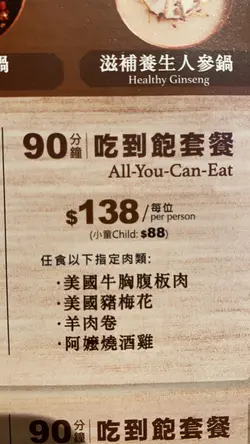 鍋
滋補養生人參鍋
Healthy Ginseng
90分鐘 吃到飽套餐
All-You-Can-Eat
$138/每位 per person
(小童Child: $88)
任食以下指定肉類:
·美國牛胸腹板肉
·美國豬梅花
·羊肉卷
·阿嬤燒酒雞
90分鐘 吃到飽套餐